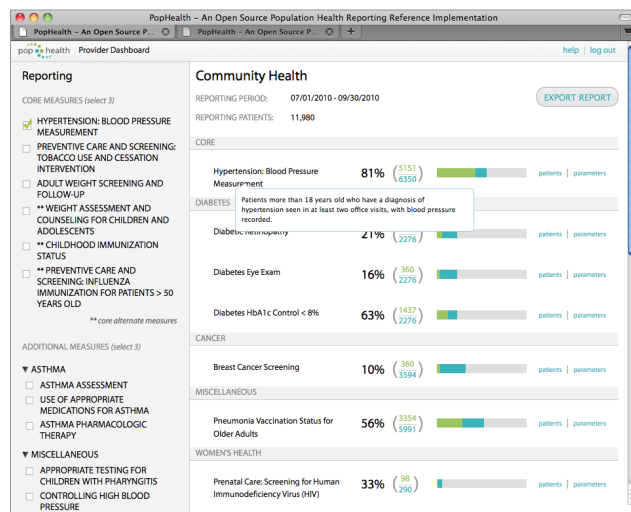 PopHealth – An Open Source Population Health Reporting Reference Implementation
PopHealth – An Open Source P...
PopHealth – An Open Source P...
+
pop health
Provider Dashboard
help | log out
Reporting
CORE MEASURES (select 3)
HYPERTENSION: BLOOD PRESSURE
MEASUREMENT
PREVENTIVE CARE AND SCREENING:
TOBACCO USE AND CESSATION
INTERVENTION
ADULT WEIGHT SCREENING AND
FOLLOW-UP
** WEIGHT ASSESSMENT AND
COUNSELING FOR CHILDREN AND
ADOLESCENTS
** CHILDHOOD IMMUNIZATION
STATUS
** PREVENTIVE CARE AND
SCREENING: INFLUENZA
IMMUNIZATION FOR PATIENTS > 50
YEARS OLD
** core alternate measures
ADDITIONAL MEASURES (select 3)
▼ ASTHMA
ASTHMA ASSESSMENT
USE OF APPROPRIATE
MEDICATIONS FOR ASTHMA
ASTHMA PHARMACOLOGIC
THERAPY
▼ MISCELLANEOUS
APPROPRIATE TESTING FOR
CHILDREN WITH PHARYNGITIS
CONTROLLING HIGH BLOOD
PRESSURE
Community Health
REPORTING PERIOD: 07/01/2010 - 09/30/2010
EXPORT REPORT
REPORTING PATIENTS: 11,980
CORE
Hypertension: Blood Pressure
Measurement
81% (5151
6350)
patients | parameters
Patients more than 18 years old who have a diagnosis of
hypertension seen in at least two office visits, with blood pressure
recorded.
DIABETES
Diabetic Retinopathy
21%
2276)
patients | parameters
Diabetes Eye Exam
16% (360
2276)
patients | parameters
Diabetes HbA1c Control < 8%
63% (1437
2276)
patients | parameters
CANCER
Breast Cancer Screening
10% (360
3594)
patients | parameters
MISCELLANEOUS
Pneumonia Vaccination Status for
Older Adults
56% (3354
5991)
patients | parameters
WOMEN'S HEALTH
Prenatal Care: Screening for Human
Immunodeficiency Virus (HIV)
33% (98
290)
patients | parameters